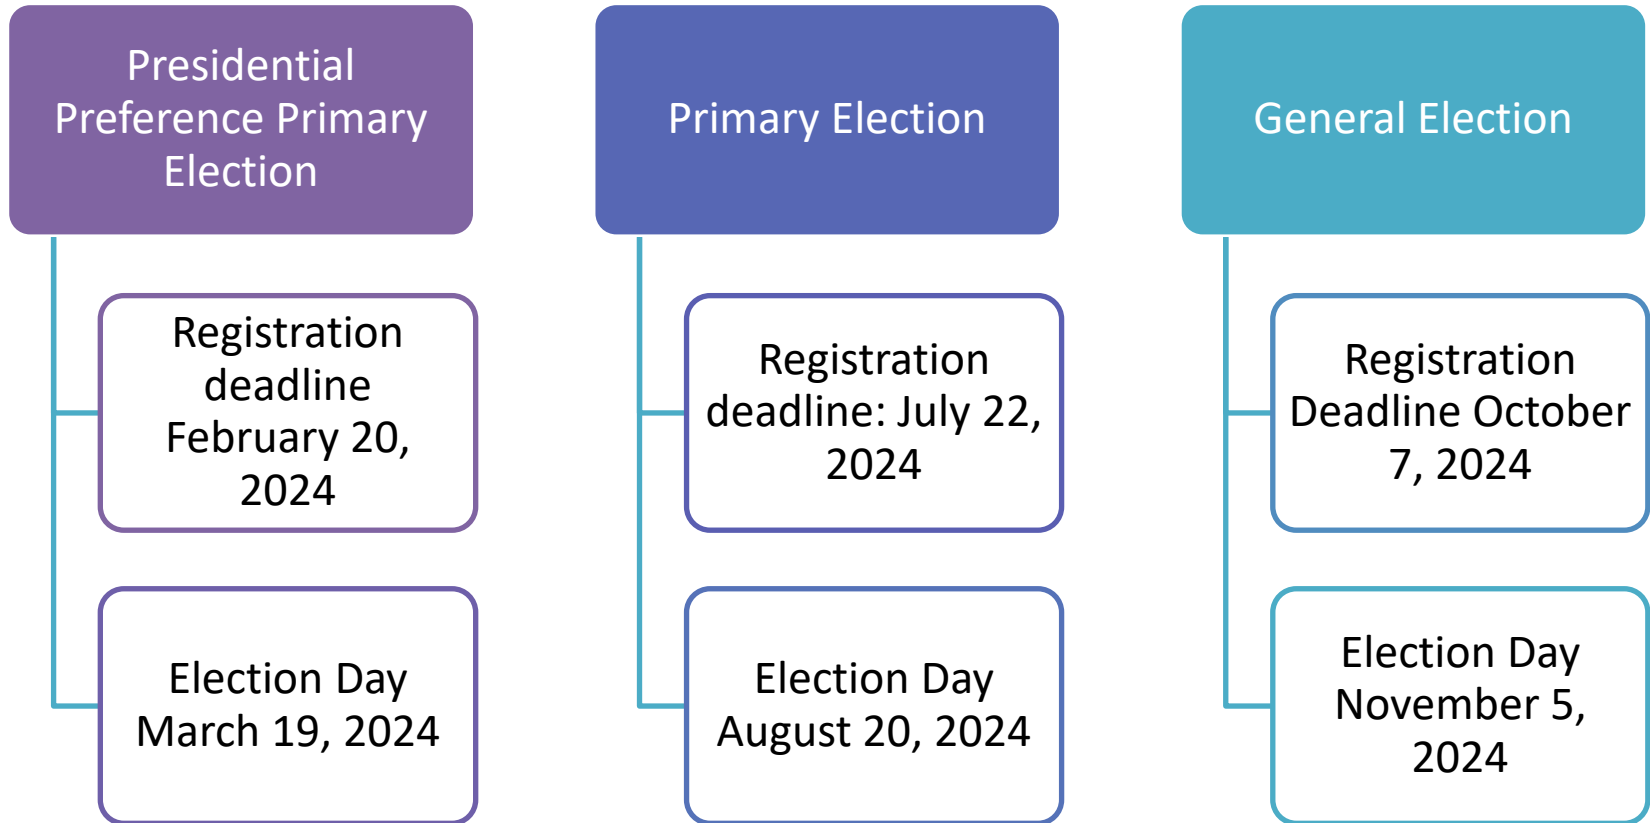 Presidential
Preference Primary
Election
Registration
deadline
February 20,
2024
Election Day
March 19, 2024
Primary Election
Registration
deadline: July 22,
2024
Election Day
August 20, 2024
General Election
Registration
Deadline October
7, 2024
Election Day
November 5,
2024